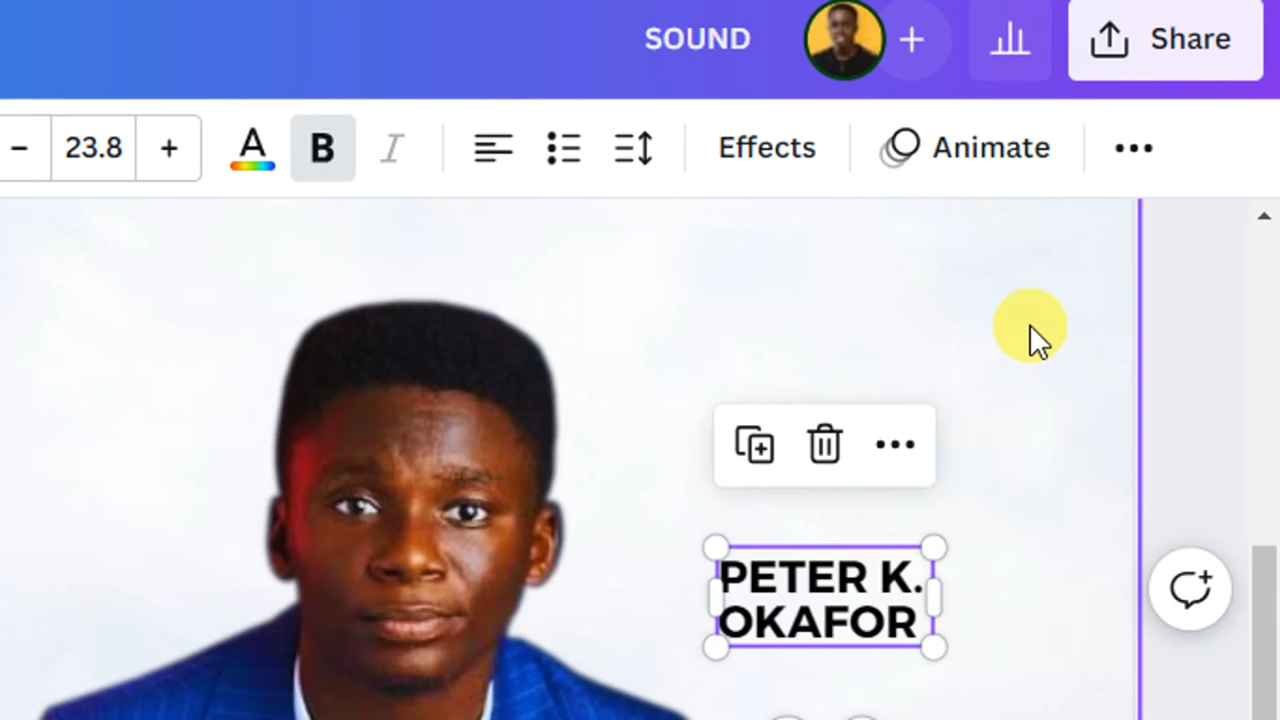 SOUND
+
Share
– 23.8 + A B I Effects Animate •••
•••
PETER K.
OKAFOR